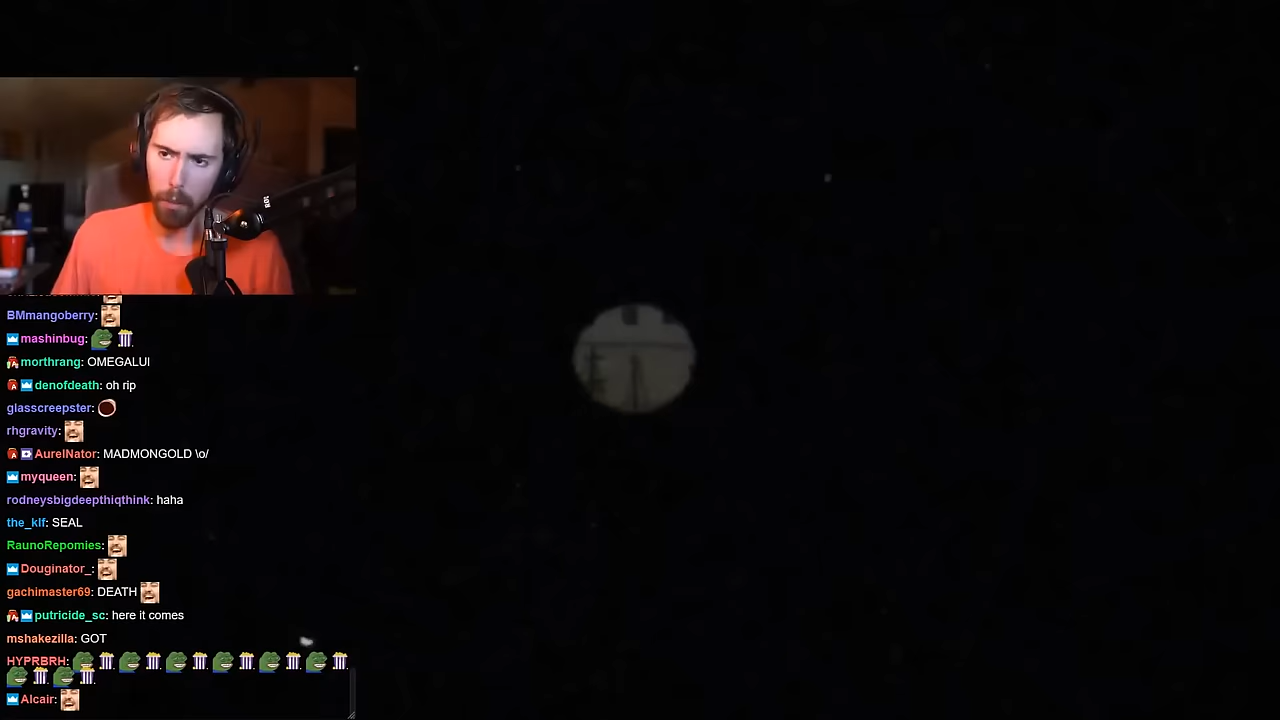 BMmangoberry:
mashinbug:
morthrang: OMEGALUl
denofdeath: oh rip
glasscreepster:
rhgravity:
AurelNator: MADMONGOLD \o/
myqueen:
rodneysbigdeepthiqthink: haha
the_klf: SEAL
RaunoRepomies:
Douginator_:
gachimaster69: DEATH
putricide_sc: here it comes
mshakezilla: GOT
HYPRBRH:
Alcair: